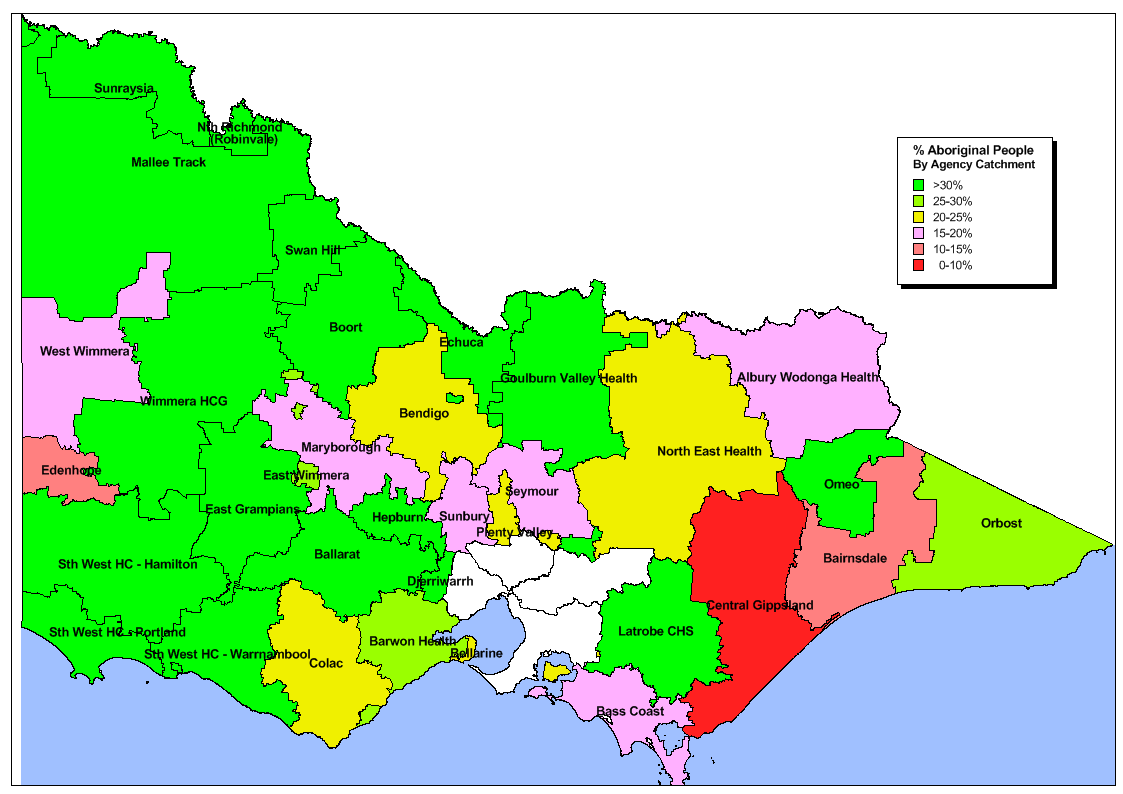 Sunraysia
Nth Richmond
(Robinvale)
Mallee Track
% Aboriginal People
By Agency Catchment
>30%
25-30%
20-25%
15-20%
10-15%
0-10%
Swan Hill
Boort
Echuca
West Wimmera
Goulburn Valley Health
Albury Wodonga Health
Wimmera HCG
Bendigo
Maryborough
North East Health
Edenhope
East Wimmera
Omeo
Seymour
East Grampians
Hepburn
Sunbury
Orbost
Plenty Valley
Ballarat
Bairnsdale
Sth West HC - Hamilton
Djerriwarrh
Central Gippsland
Sth West HC - Portland
Latrobe CHS
Barwon Health
Bellarine
Sth West HC - Warrnambool
Colac
Bass Coast